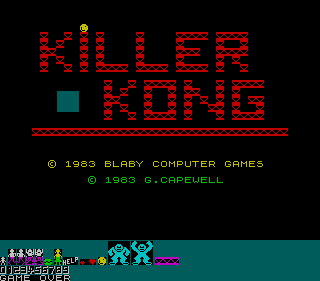 KILLER
KONG
© 1983 BLABY COMPUTER GAMES
© 1983 G.CAPEWELL
HELP
0123456789
GAME OVER